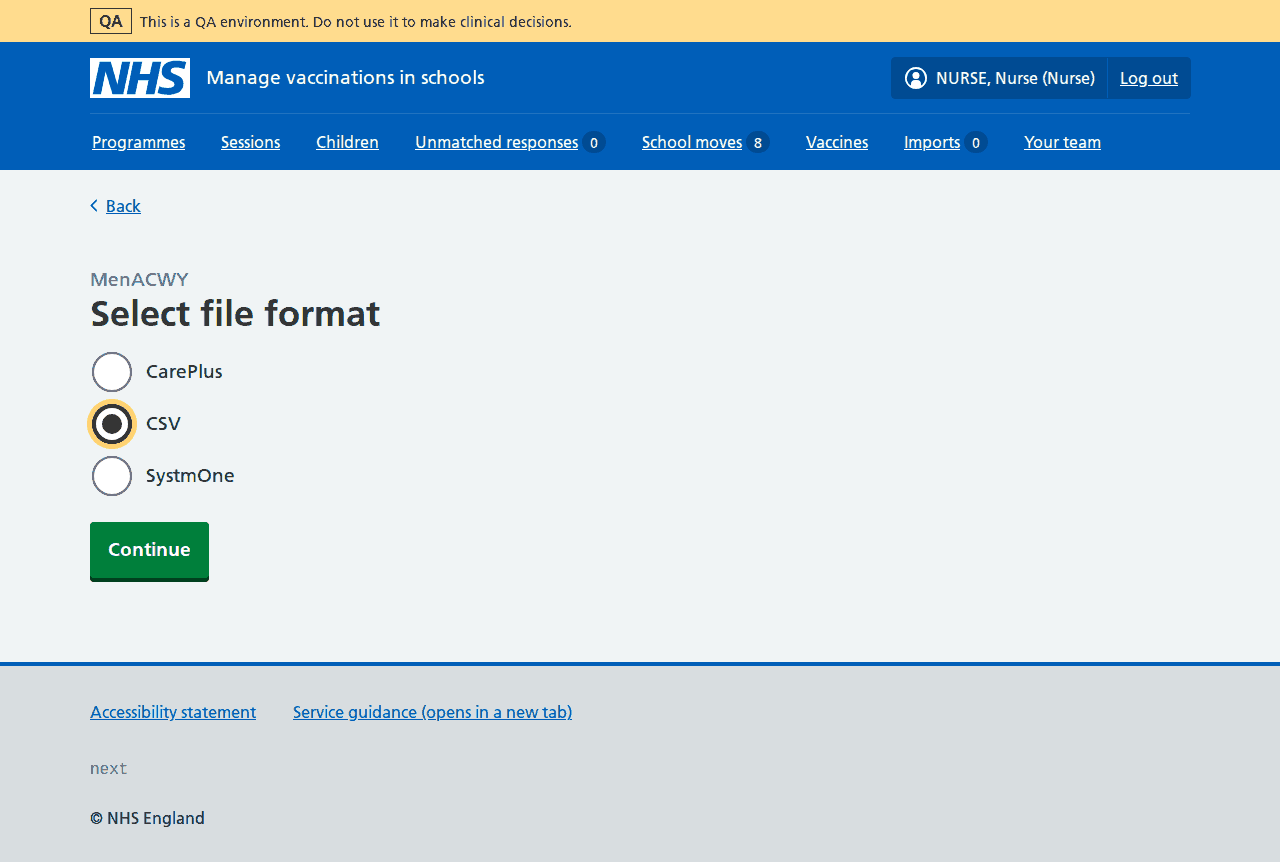 QA This is a QA environment. Do not use it to make clinical decisions.
NHS Manage vaccinations in schools NURSE, Nurse (Nurse) Log out
Programmes Sessions Children Unmatched responses 0 School moves 8 Vaccines Imports 0 Your team
Back
MenACWY
Select file format
CarePlus
CSV
SystmOne
Continue
Accessibility statement Service guidance (opens in a new tab)
next
© NHS England